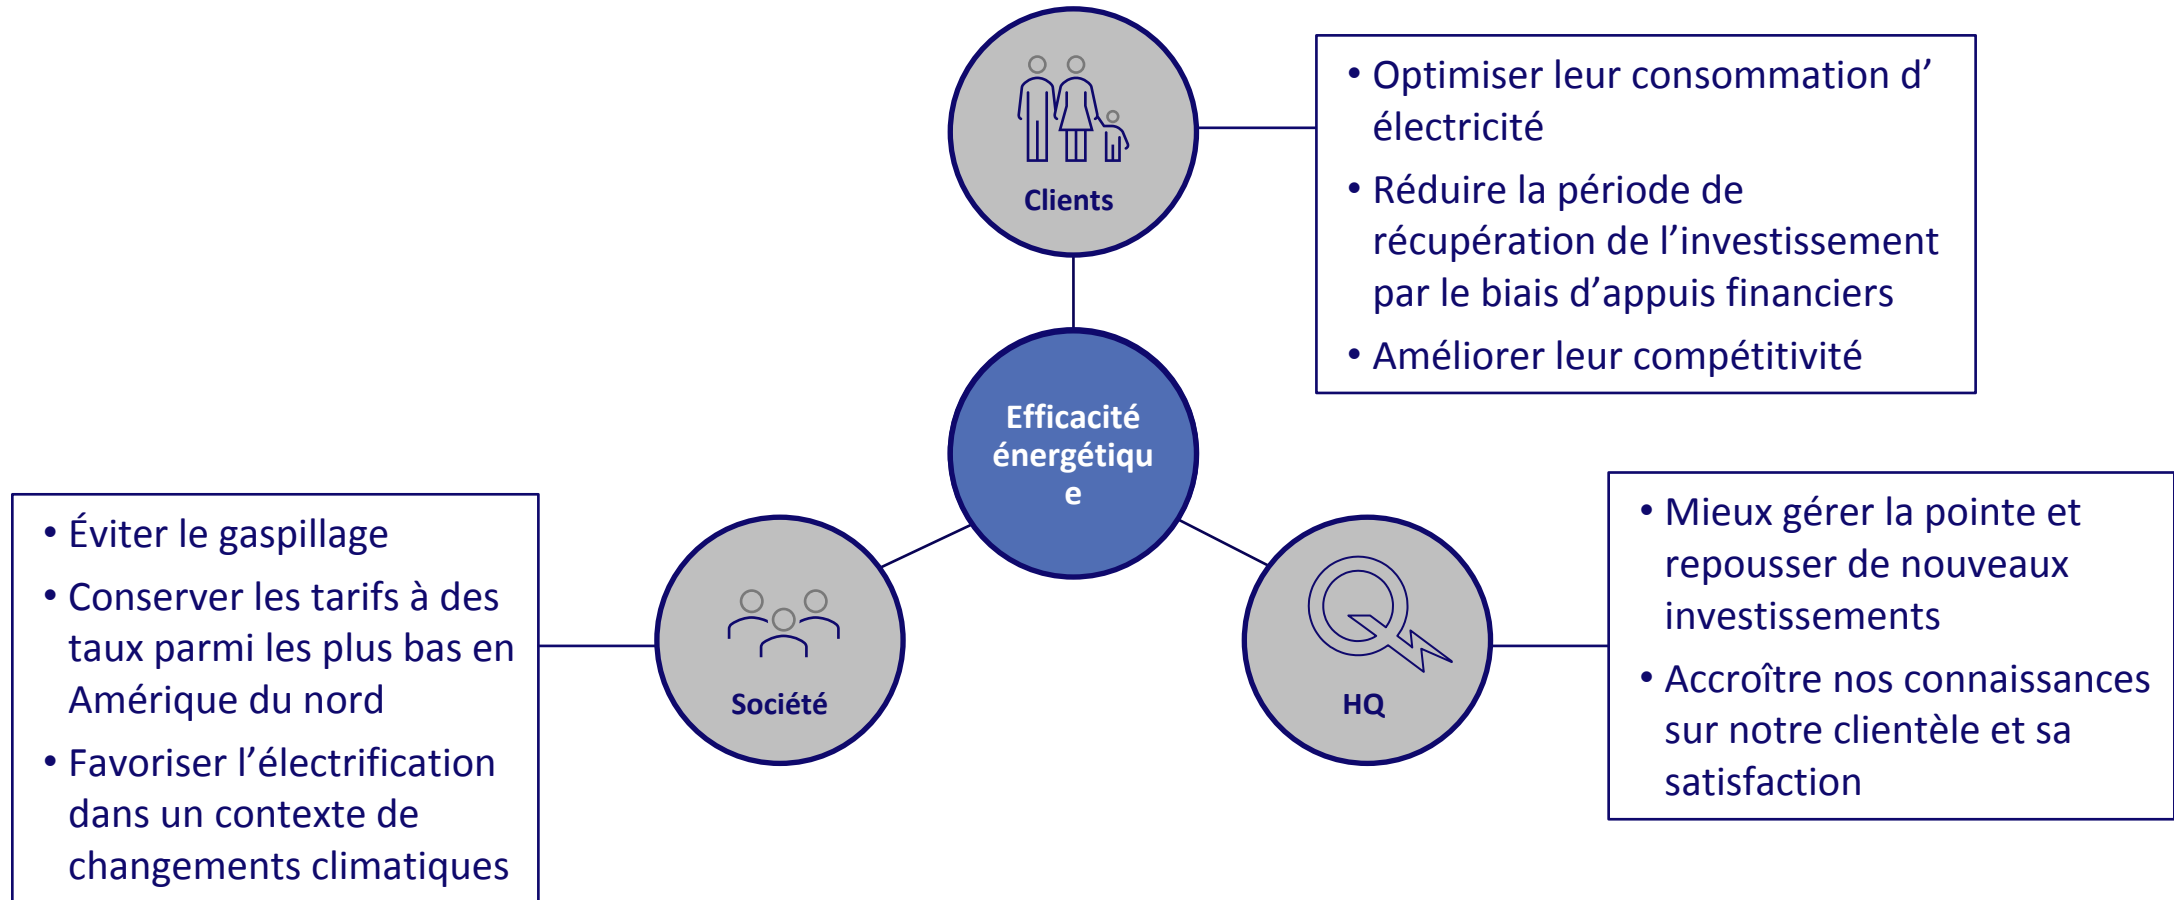 Clients
• Optimiser leur consommation d’
électricité
• Réduire la période de
récupération de l’investissement
par le biais d’appuis financiers
• Améliorer leur compétitivité
Efficacité
énergétiqu
e
• Éviter le gaspillage
• Conserver les tarifs à des
taux parmi les plus bas en
Amérique du nord
• Favoriser l’électrification
dans un contexte de
changements climatiques
Société
HQ
• Mieux gérer la pointe et
repousser de nouveaux
investissements
• Accroître nos connaissances
sur notre clientèle et sa
satisfaction